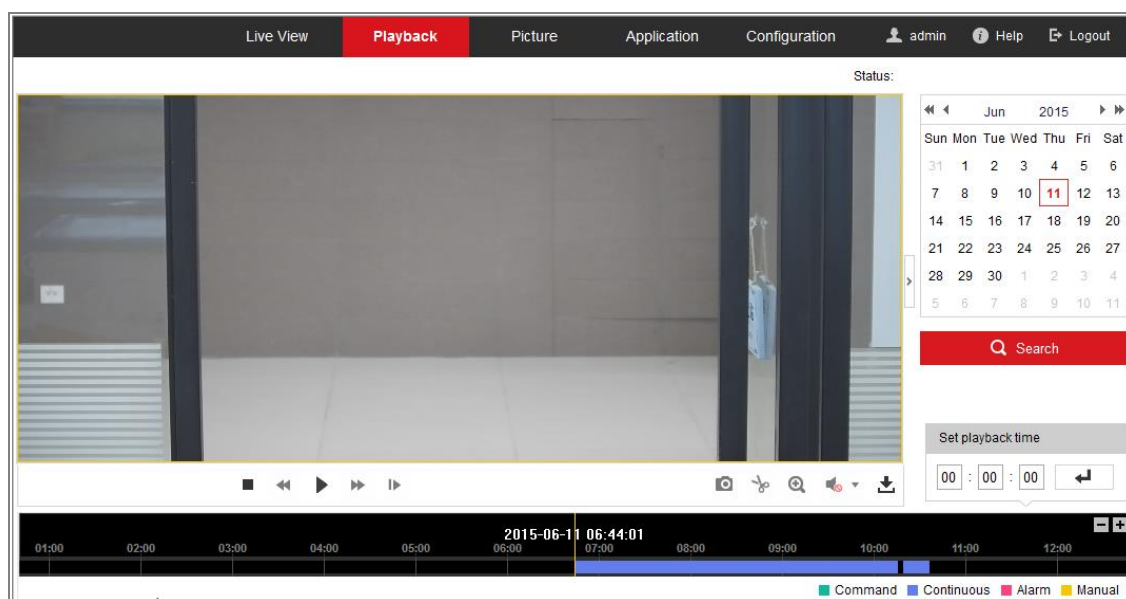 Live View Playback Picture Application Configuration admin Help Logout
Status:
Jun 2015
Sun Mon Tue Wed Thu Fri Sat
31 1 2 3 4 5 6
7 8 9 10 11 12 13
14 15 16 17 18 19 20
21 22 23 24 25 26 27
28 29 30 1 2 3 4
5 6 7 8 9 10 11
Search
Set playback time
00 : 00 : 00
2015-06-11 06:44:01
01:00 02:00 03:00 04:00 05:00 06:00 07:00 08:00 09:00 10:00 11:00 12:00
Command Continuous Alarm Manual